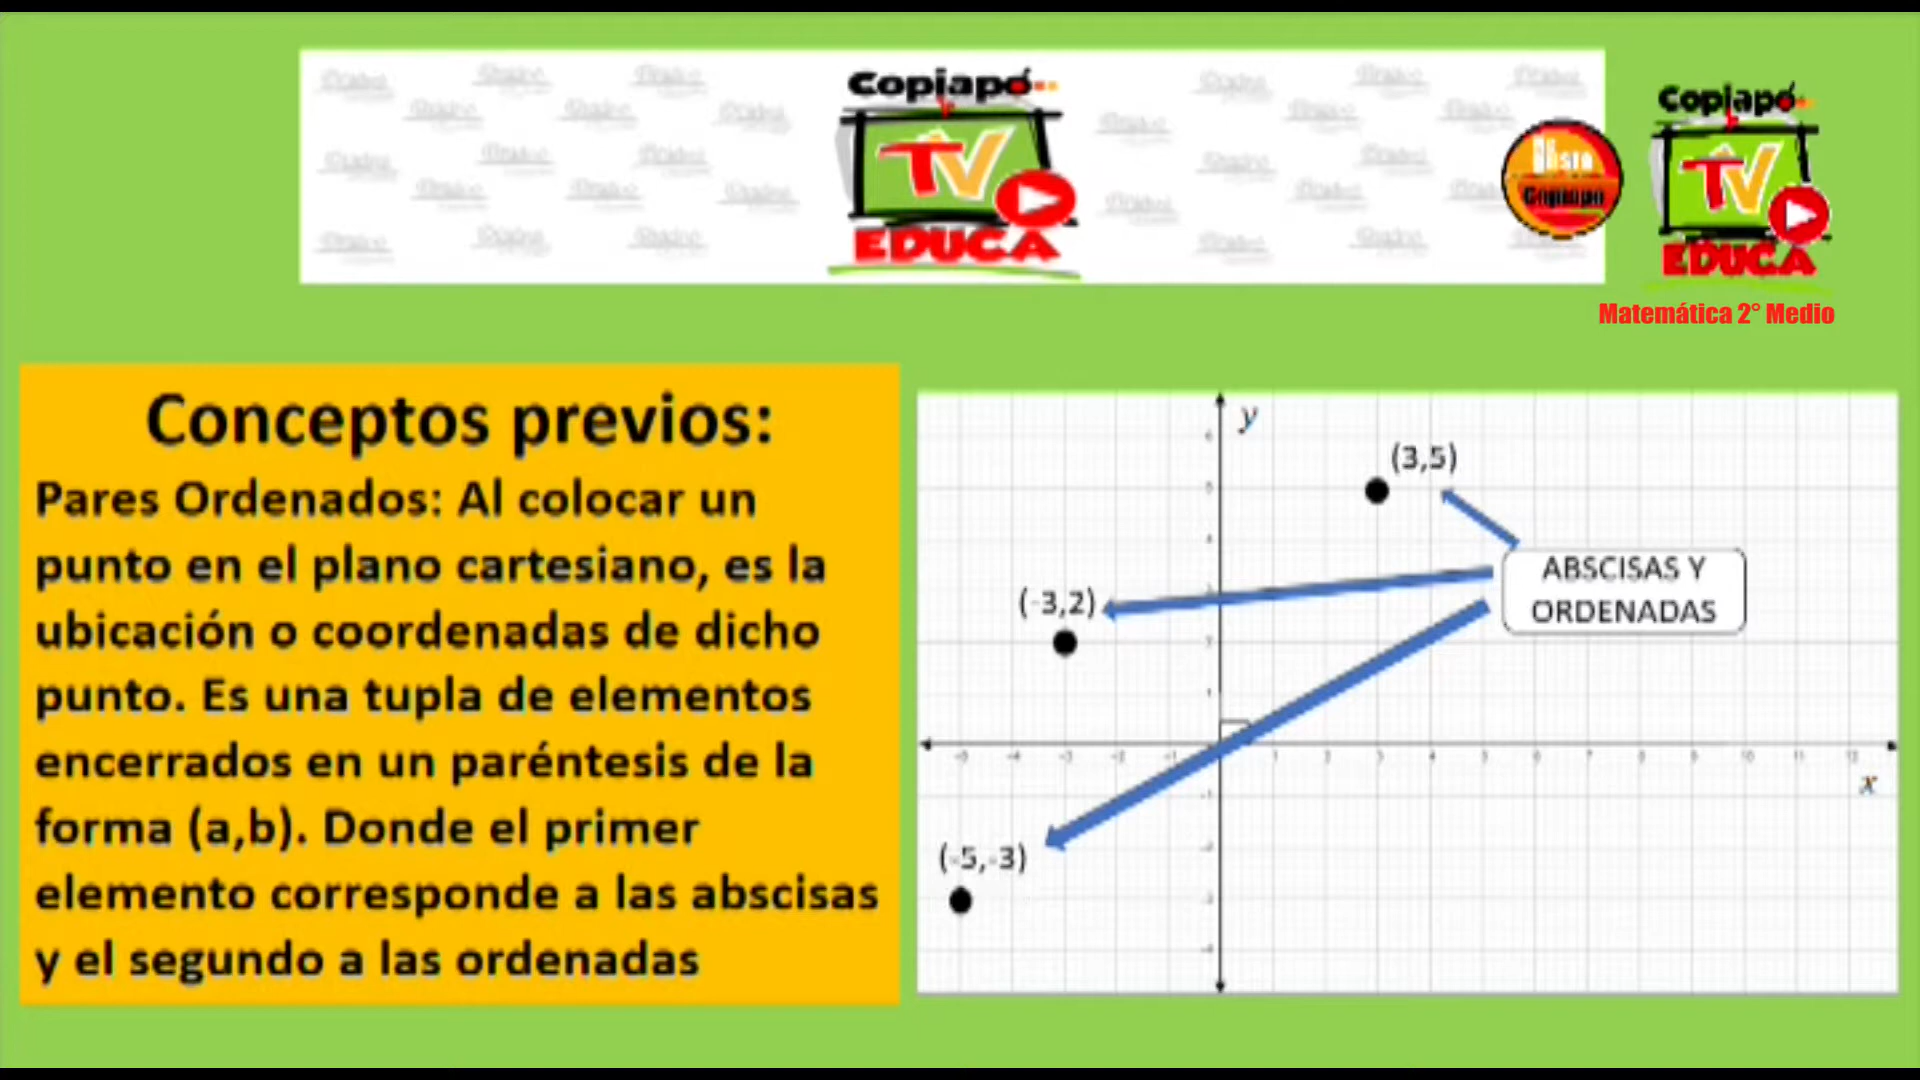 Copiapó
TV
EDUCA
Copiapó
TV
EDUCA
Copiapo
Matemática 2° Medio
Conceptos previos:
Pares Ordenados: Al colocar un
punto en el plano cartesiano, es la
ubicación o coordenadas de dicho
punto. Es una tupla de elementos
encerrados en un paréntesis de la
forma (a,b). Donde el primer
elemento corresponde a las abscisas
y el segundo a las ordenadas
y
(3,5)
ABSCISAS Y
ORDENADAS
(-3,2)
x
(-5,-3)